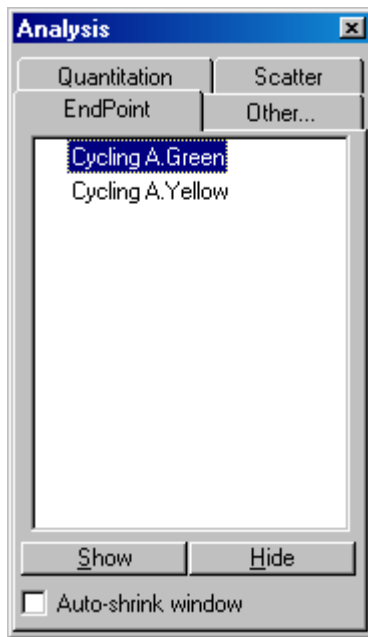 Analysis
Quantitation Scatter
EndPoint Other...
Cycling A.Green
Cycling A.Yellow
Show Hide
Auto-shrink window